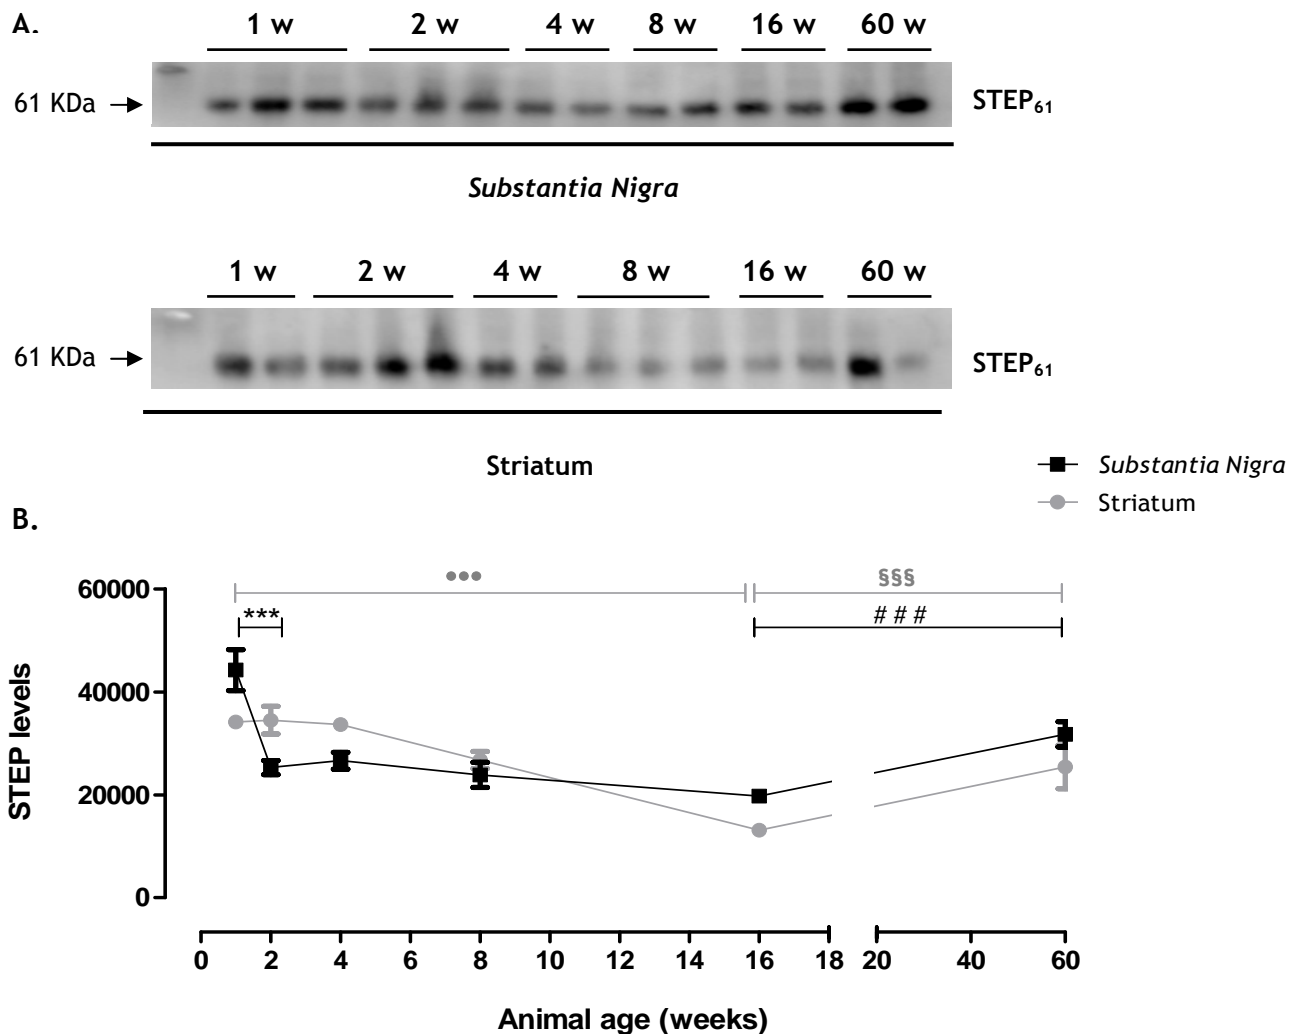 A.
1 w 2 w 4 w 8 w 16 w 60 w
61 KDa STEP₆₁
Substantia Nigra
1 w 2 w 4 w 8 w 16 w 60 w
61 KDa STEP₆₁
Striatum
Substantia Nigra
Striatum
B.
60000
40000
20000
0
STEP levels
•••
§§§
***
# # #
0 2 4 6 8 10 12 14 16 18 20 40 60
Animal age (weeks)